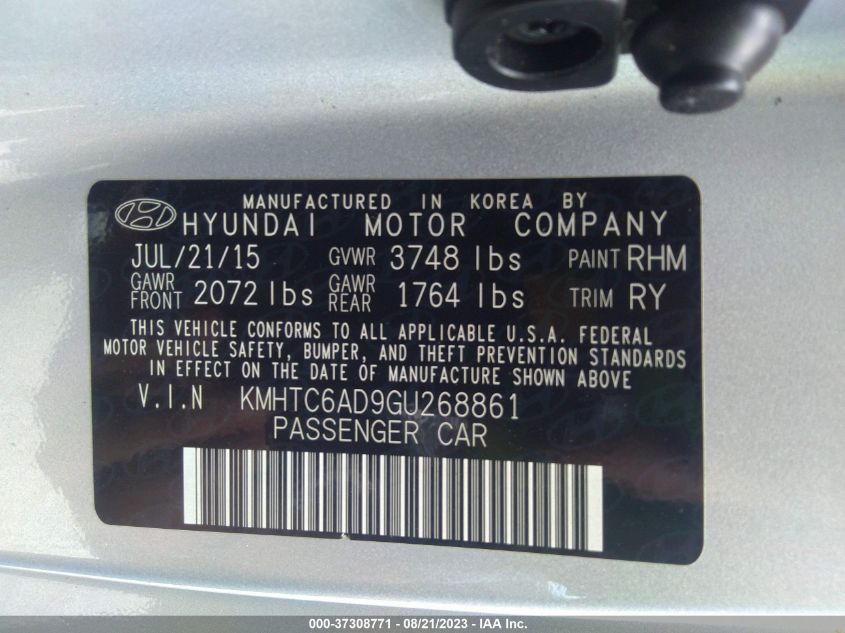 MANUFACTURED IN KOREA BY
HYUNDAI MOTOR COMPANY
JUL/21/15 GVWR 3748 lbs PAINT RHM
GAWR FRONT 2072 lbs GAWR REAR 1764 lbs TRIM RY
THIS VEHICLE CONFORMS TO ALL APPLICABLE U.S.A. FEDERAL
MOTOR VEHICLE SAFETY, BUMPER, AND THEFT PREVENTION STANDARDS
IN EFFECT ON THE DATE OF MANUFACTURE SHOWN ABOVE
V.I.N KMHTC6AD9GU268861
PASSENGER CAR
000-37308771 - 08/21/2023 - IAA Inc.